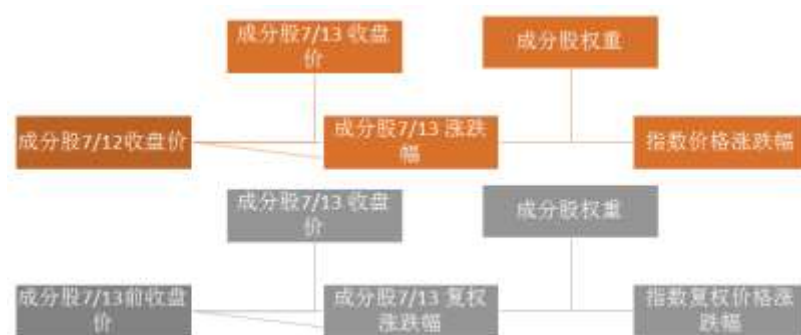 成分股7/13 收盘
价
成分股权重
成分股7/12收盘价
成分股7/13 涨跌
幅
指数价格涨跌幅
成分股7/13 收盘
价
成分股权重
成分股7/13前收盘
价
成分股7/13 复权
涨跌幅
指数复权价格涨
跌幅